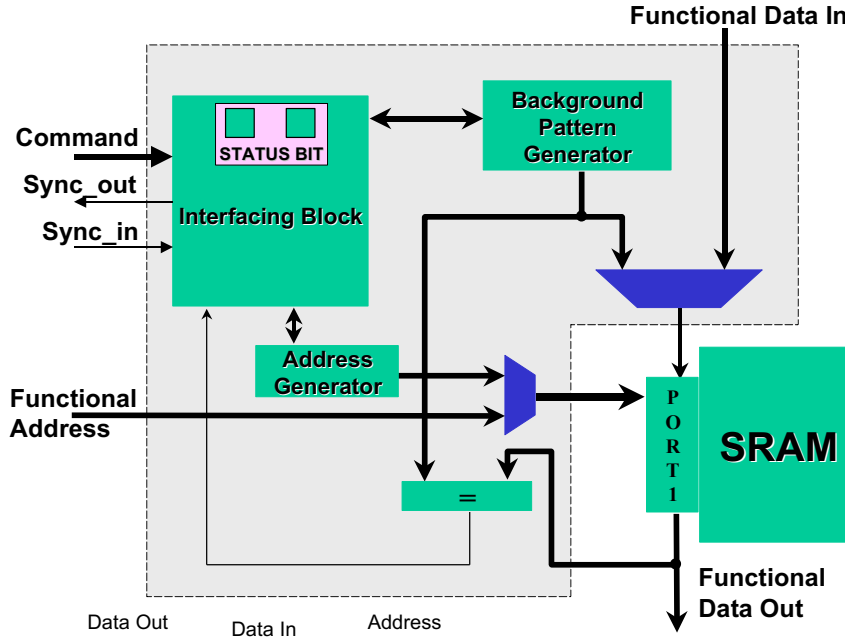 Functional Data In
Background
Pattern
Generator
Command
STATUS BIT
Sync_out
Interfacing Block
Sync_in
Address
Generator
Functional
Address
P
O
R
T
1
SRAM
=
Functional
Data Out
Data Out
Data In
Address